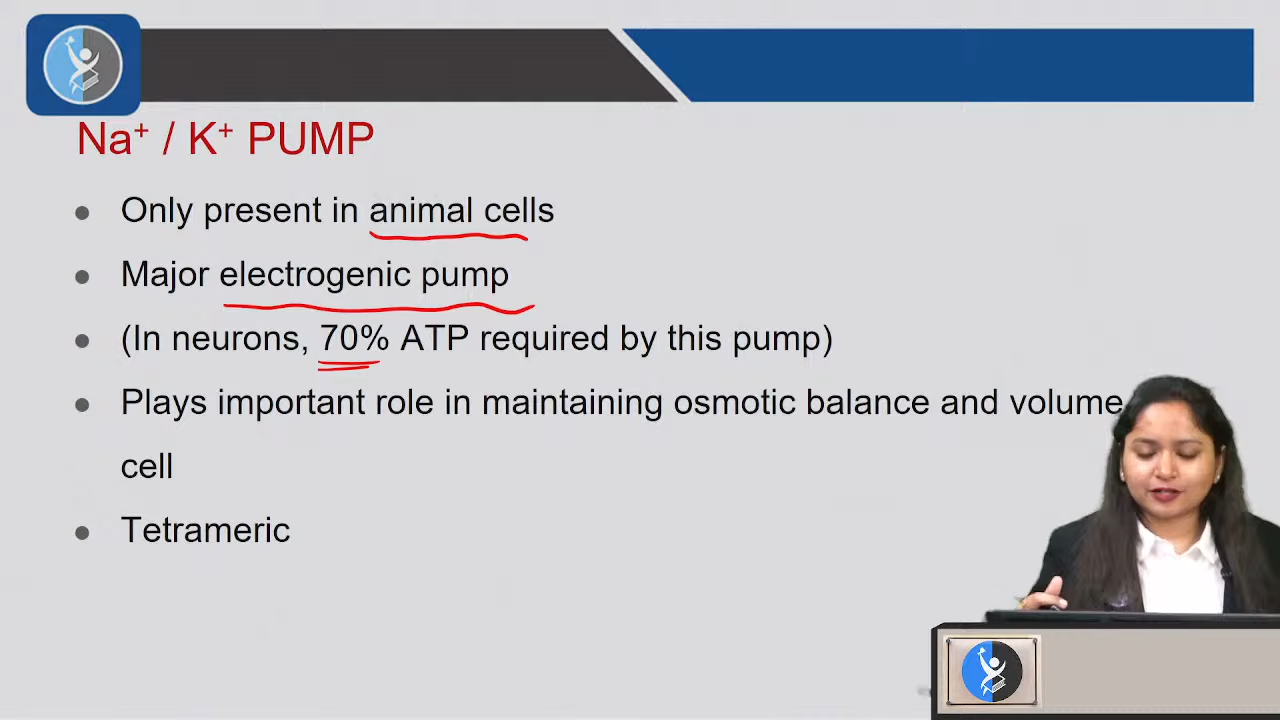 Na⁺ / K⁺ PUMP
● Only present in animal cells
● Major electrogenic pump
● (In neurons, 70% ATP required by this pump)
● Plays important role in maintaining osmotic balance and volume
cell
● Tetrameric